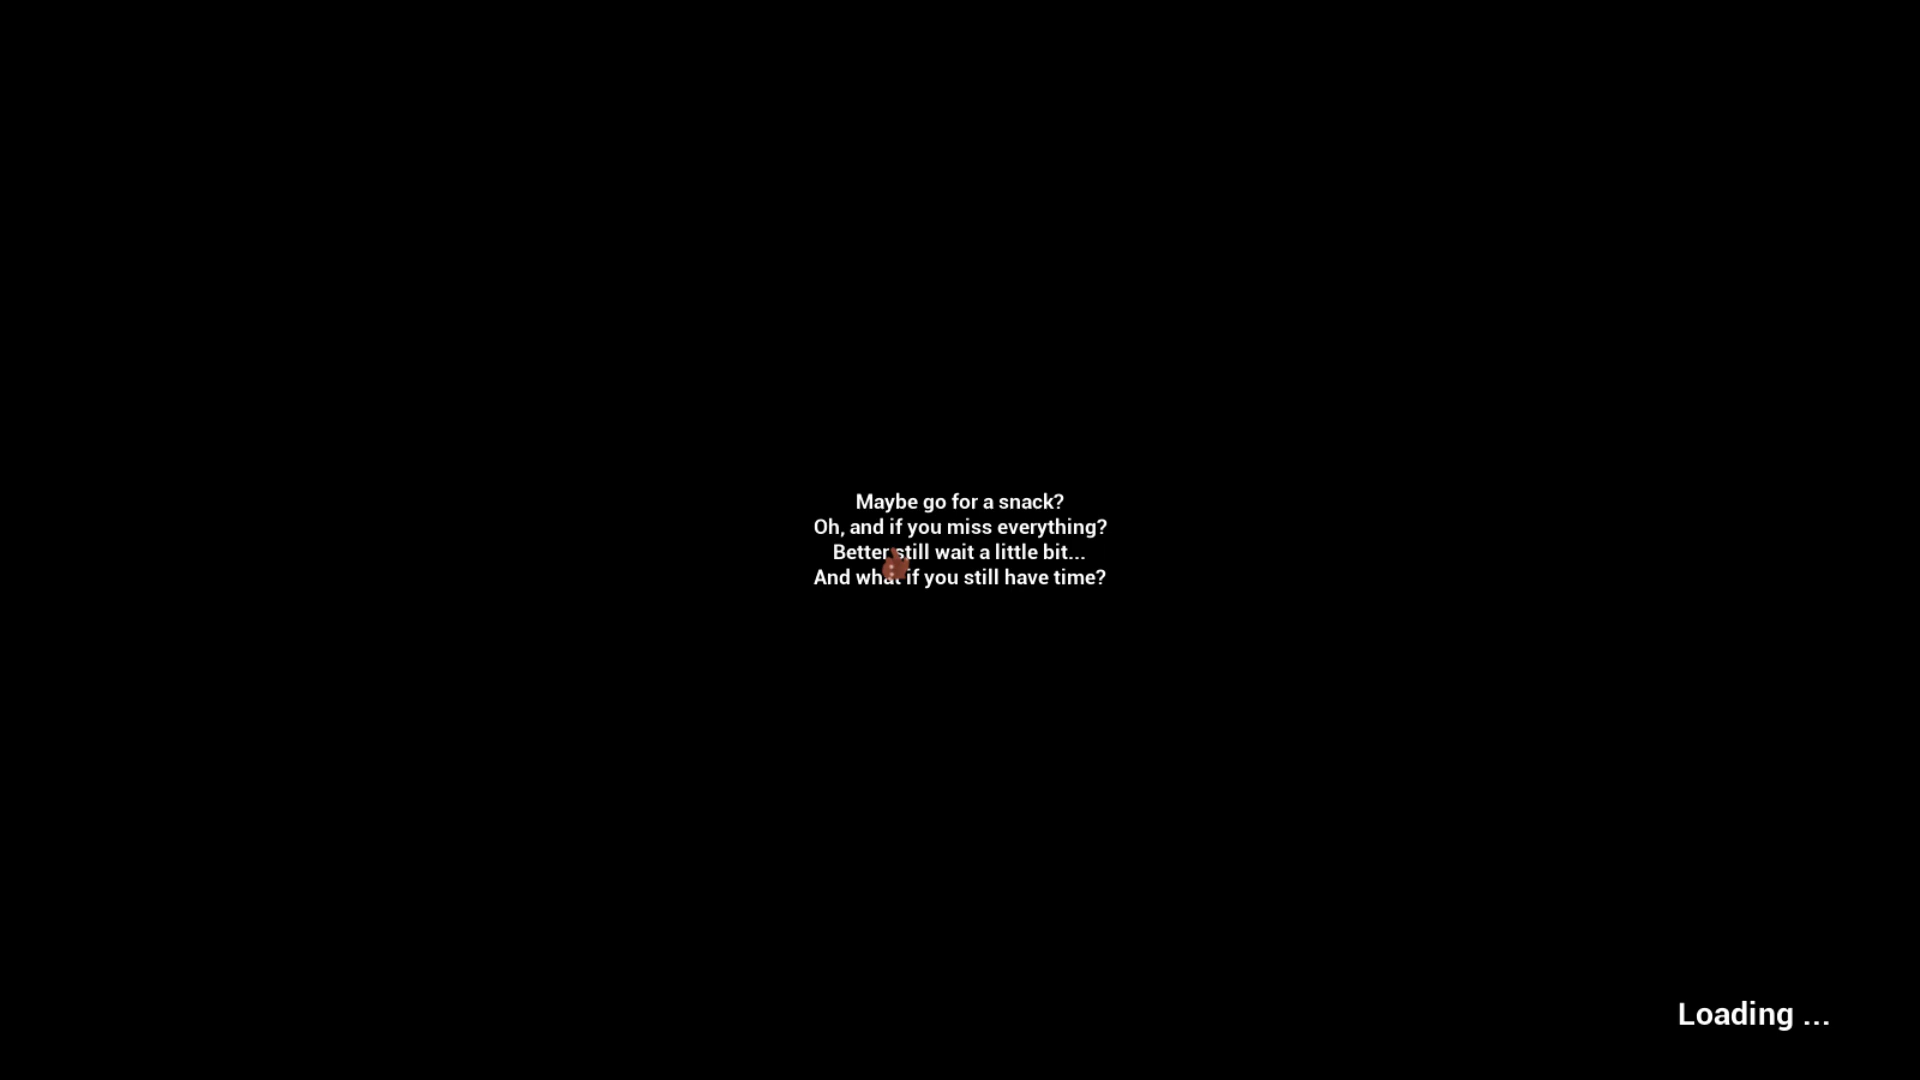 Maybe go for a snack?
Oh, and if you miss everything?
Better still wait a little bit...
And what if you still have time?
Loading ...